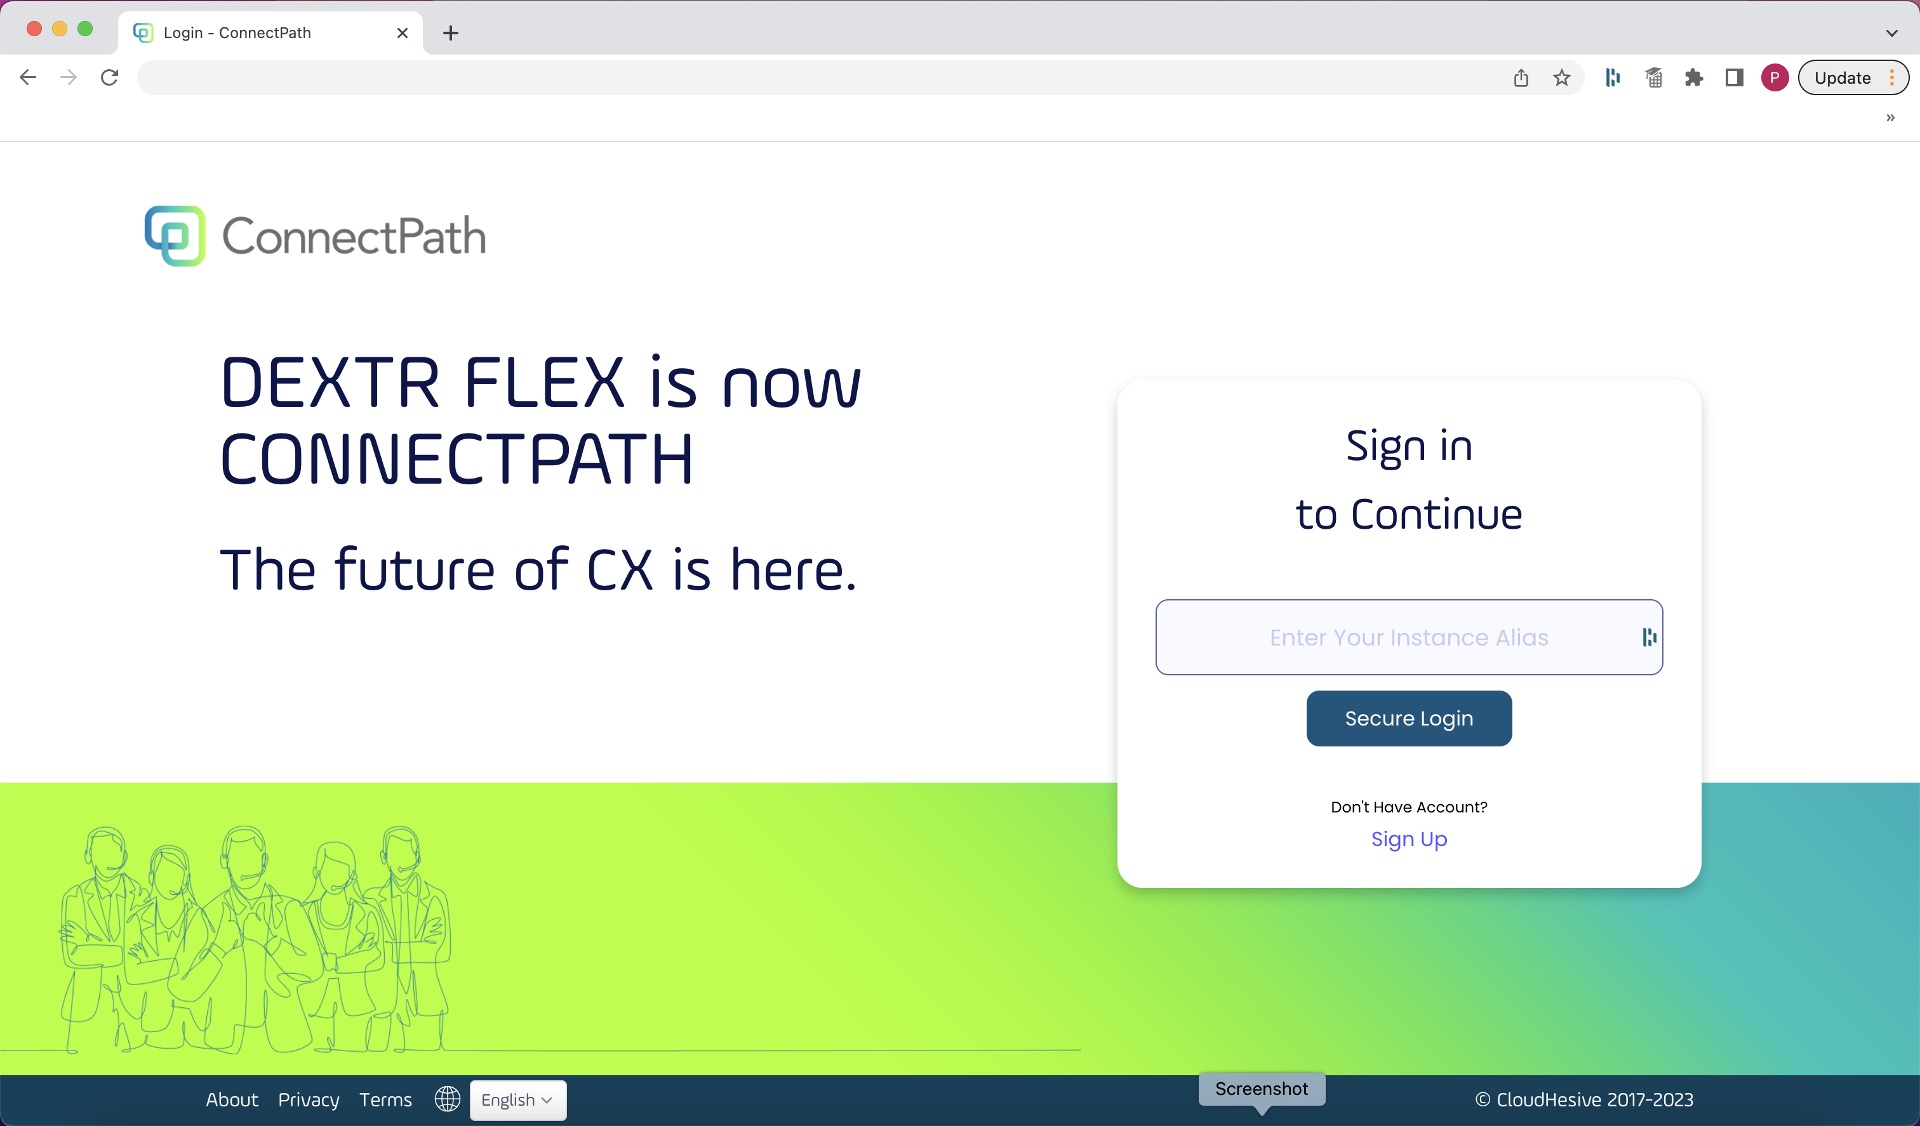 Login - ConnectPath
P
Update
»
ConnectPath
DEXTR FLEX is now
CONNECTPATH
The future of CX is here.
Sign in
to Continue
Enter Your Instance Alias
Secure Login
Don't Have Account?
Sign Up
About Privacy Terms English
Screenshot
© CloudHesive 2017-2023